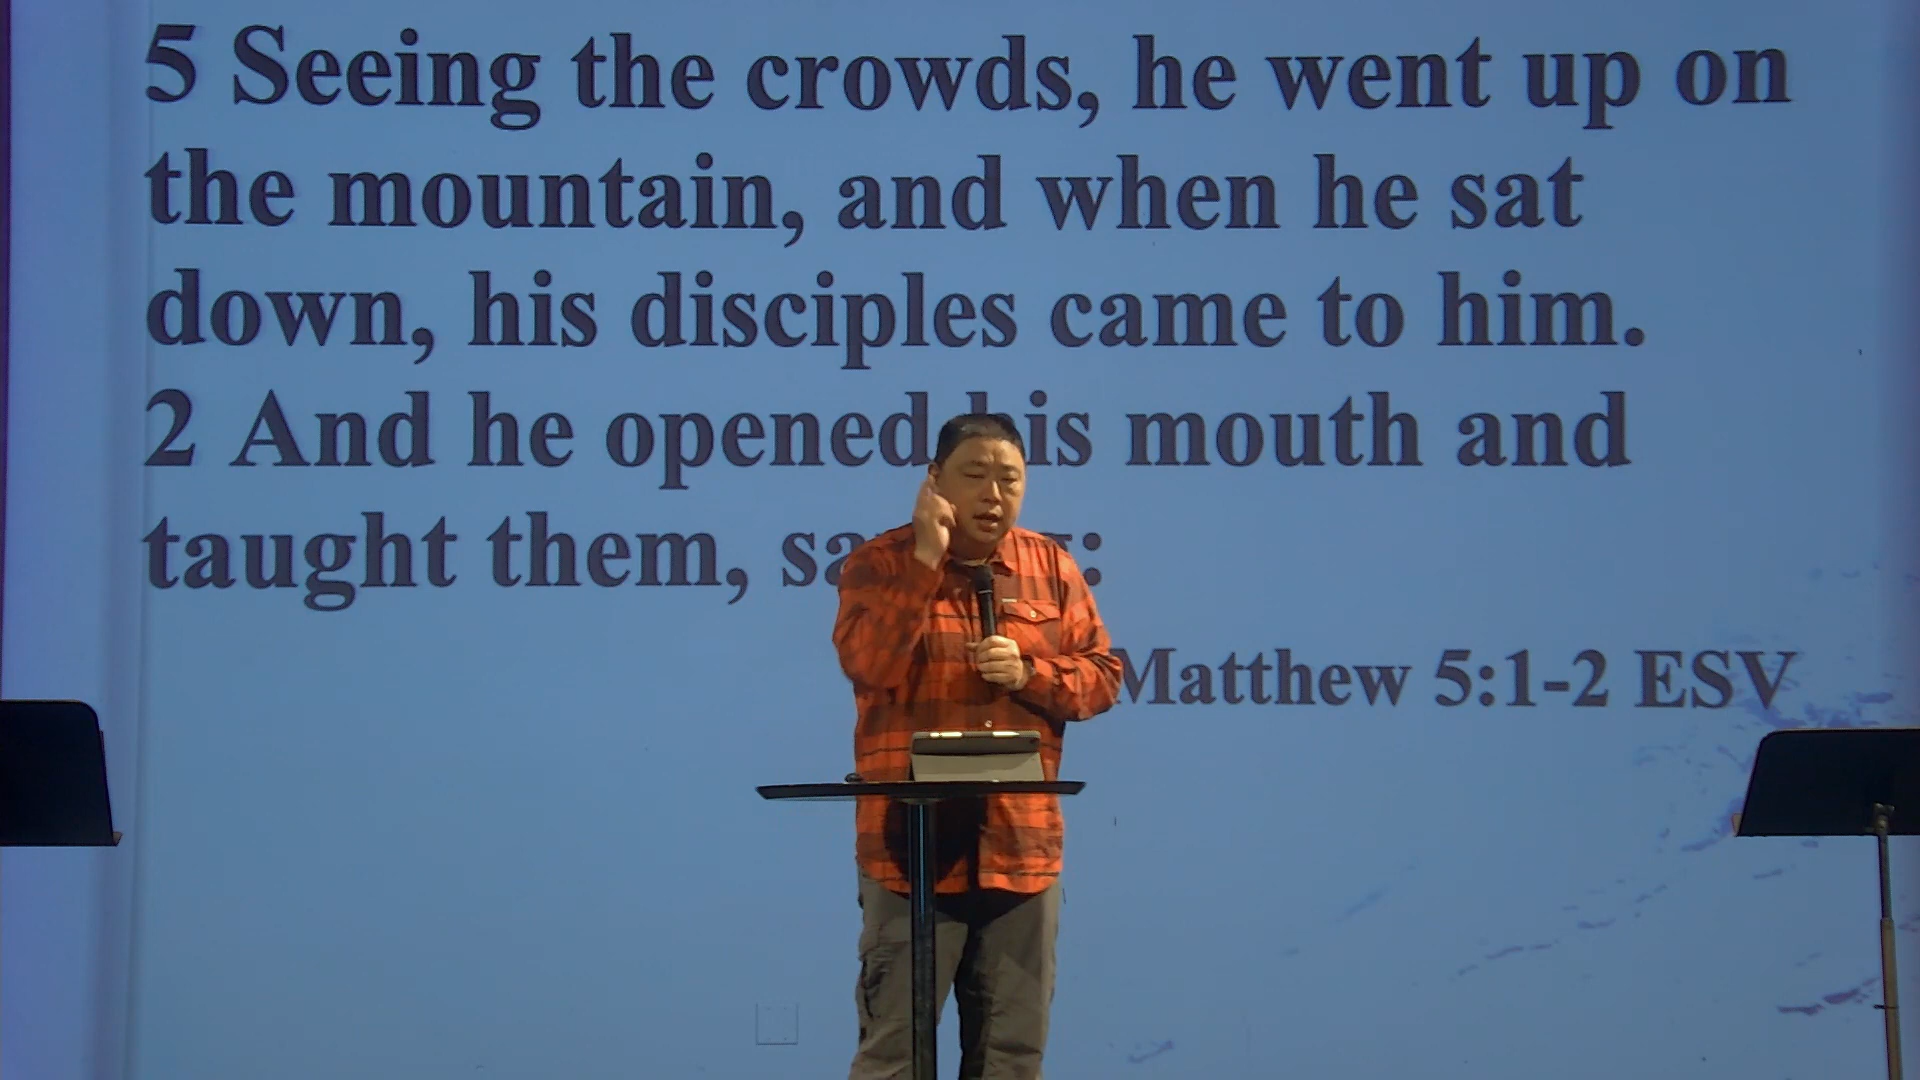 5 Seeing the crowds, he went up on
the mountain, and when he sat
down, his disciples came to him.
2 And he opened his mouth and
taught them,
Matthew 5:1-2 ESV